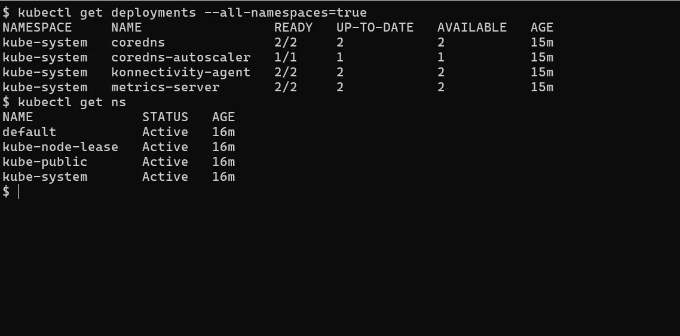 $ kubectl get deployments --all-namespaces=true
NAMESPACE     NAME                 READY   UP-TO-DATE   AVAILABLE   AGE
kube-system   coredns              2/2     2            2           15m
kube-system   coredns-autoscaler   1/1     1            1           15m
kube-system   konnectivity-agent   2/2     2            2           15m
kube-system   metrics-server       2/2     2            2           15m
$ kubectl get ns
NAME              STATUS   AGE
default           Active   16m
kube-node-lease   Active   16m
kube-public       Active   16m
kube-system       Active   16m
$